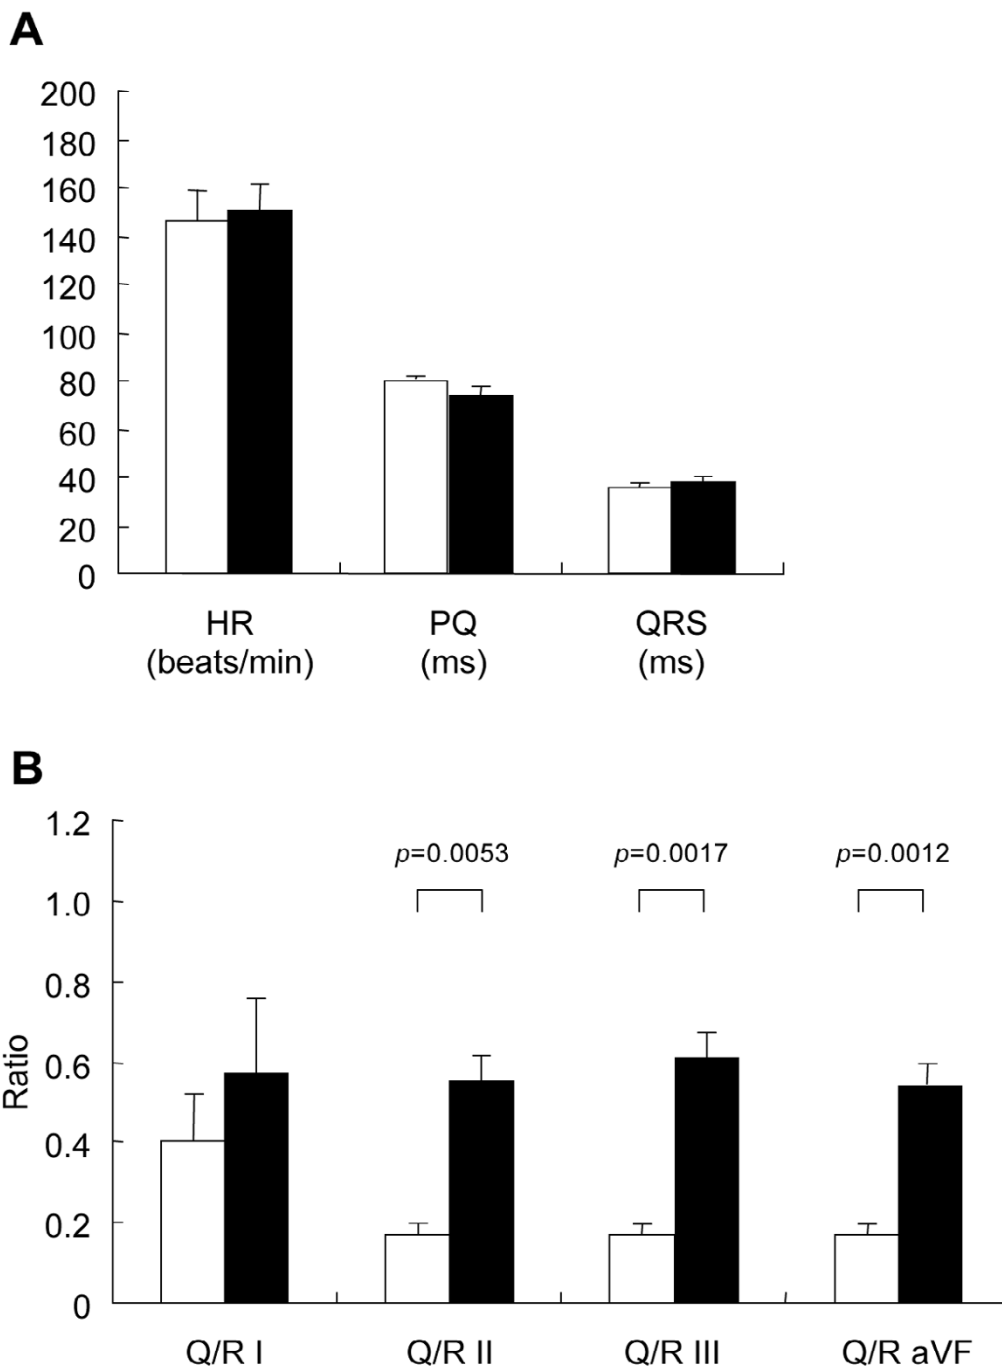 A
200
180
160
140
120
100
80
60
40
20
0
HR PQ QRS
(beats/min) (ms) (ms)
B
1.2
p=0.0053 p=0.0017 p=0.0012
1.0
0.8
0.6
Ratio
0.4
0.2
0
Q/R I Q/R II Q/R III Q/R aVF